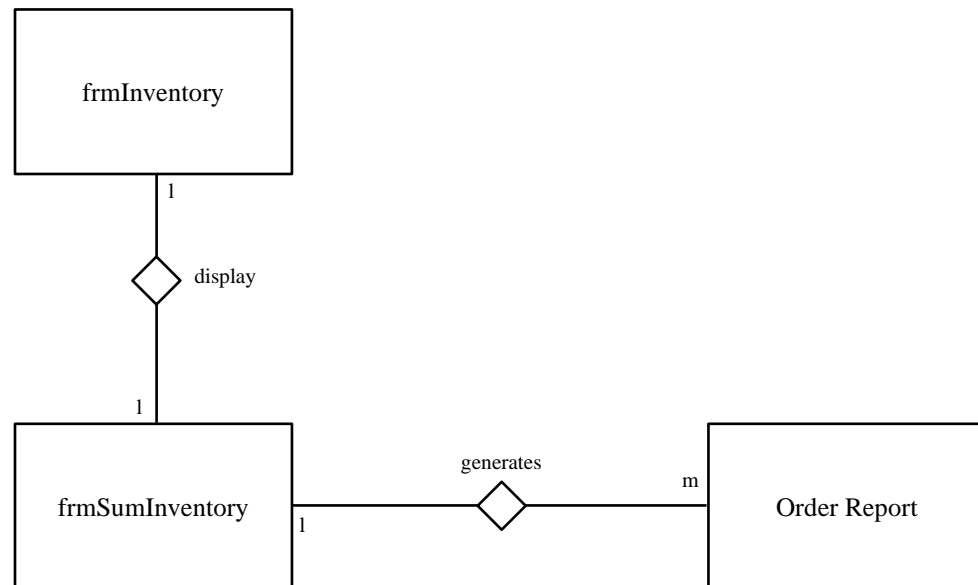 frmInventory
1
display
1
frmSumInventory
1
generates
m
Order Report